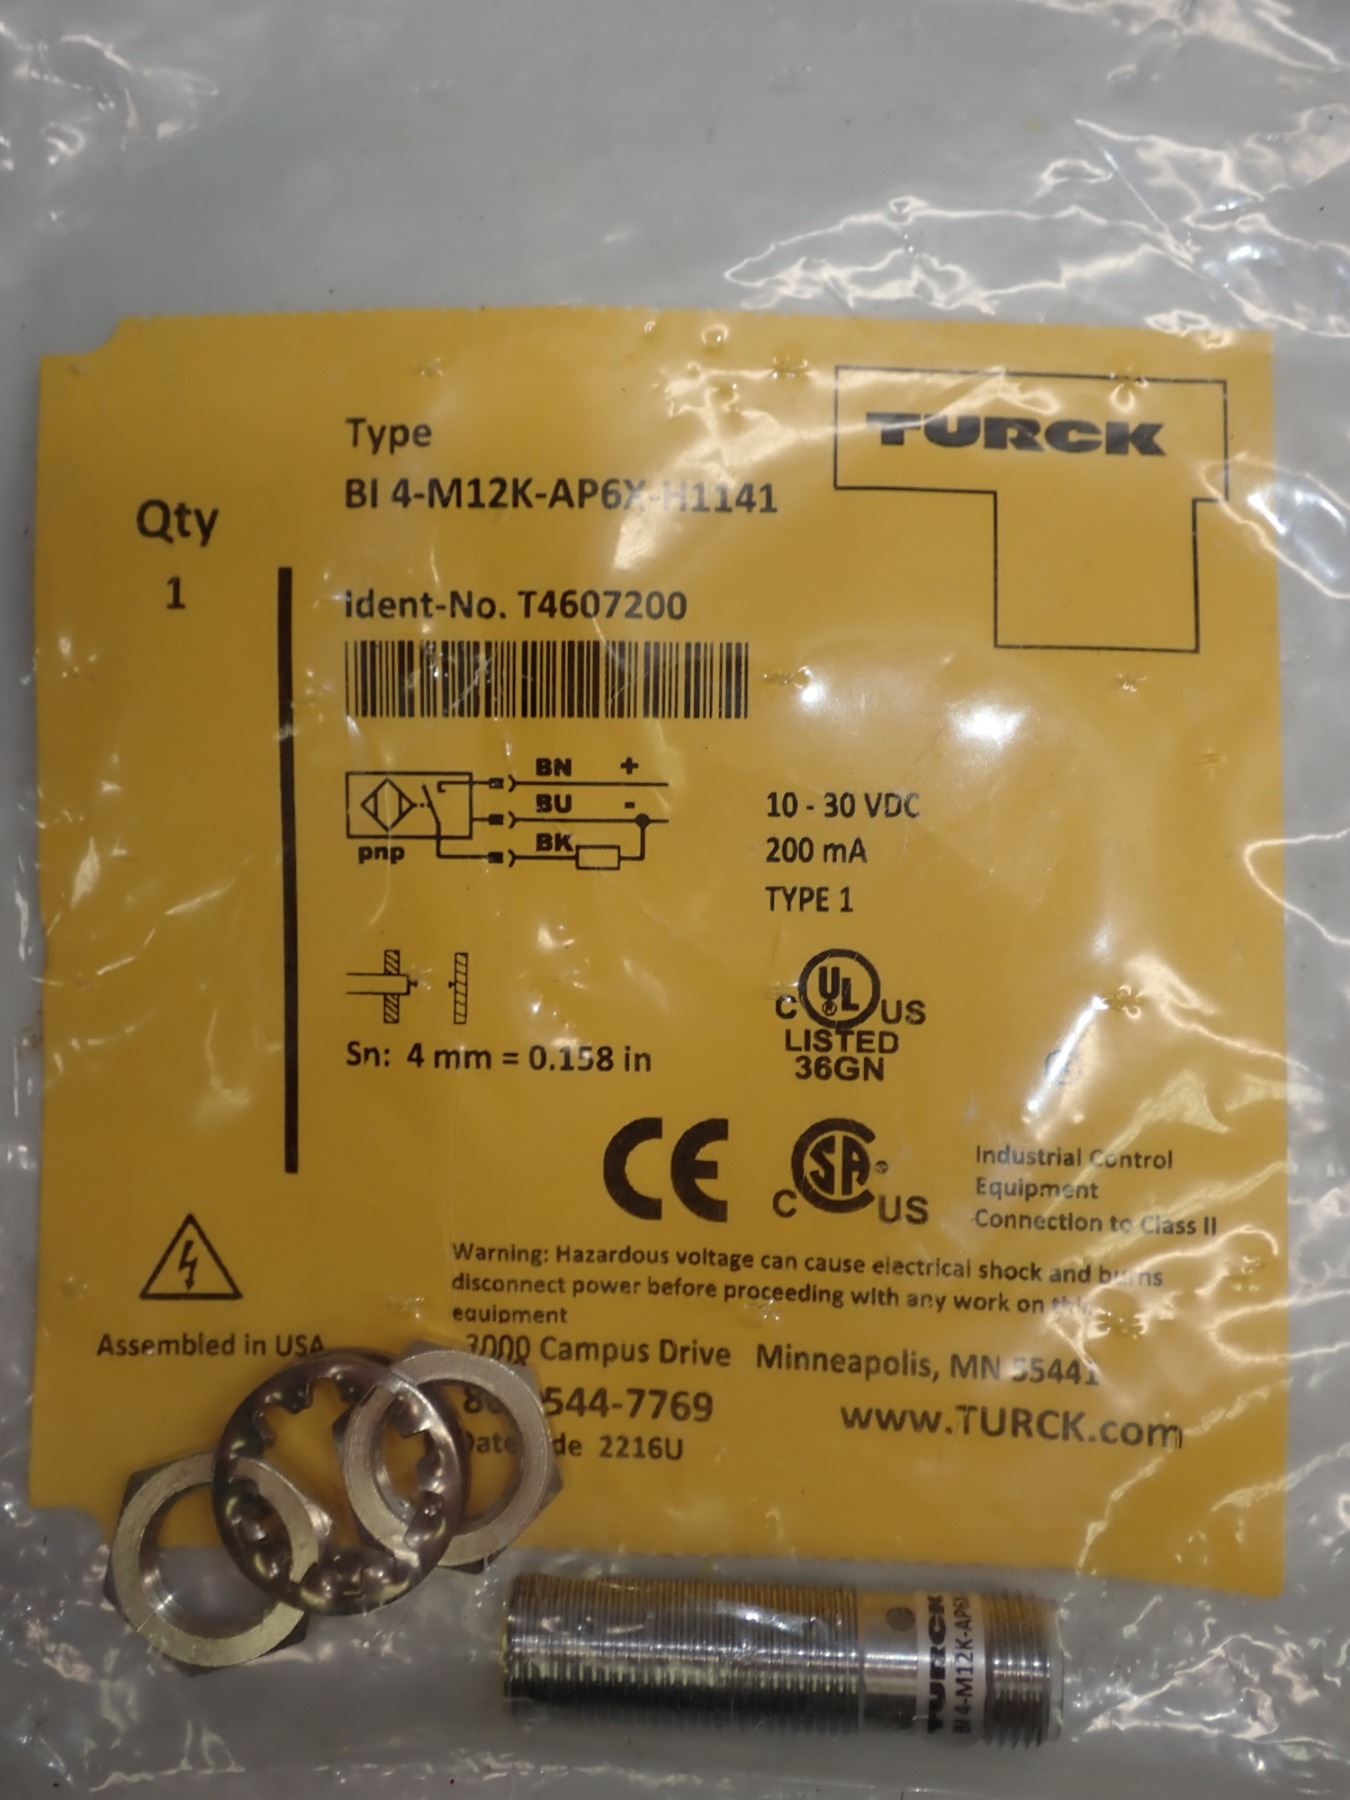 TURCK
Type
BI 4-M12K-AP6X-H1141
Qty
1
Ident-No. T4607200
BN +
BU -
BK
pnp
10 - 30 VDC
200 mA
TYPE 1
Sn: 4 mm = 0.158 in
C UL ® US
LISTED
36GN
CE
C SA ® US
Industrial Control
Equipment
Connection to Class II
Warning: Hazardous voltage can cause electrical shock and burns
disconnect power before proceeding with any work on this
equipment
Assembled in USA
3000 Campus Drive Minneapolis, MN 55441
544-7769
www.TURCK.com
2216U
TURCK
BI 4-M12K-AP6X